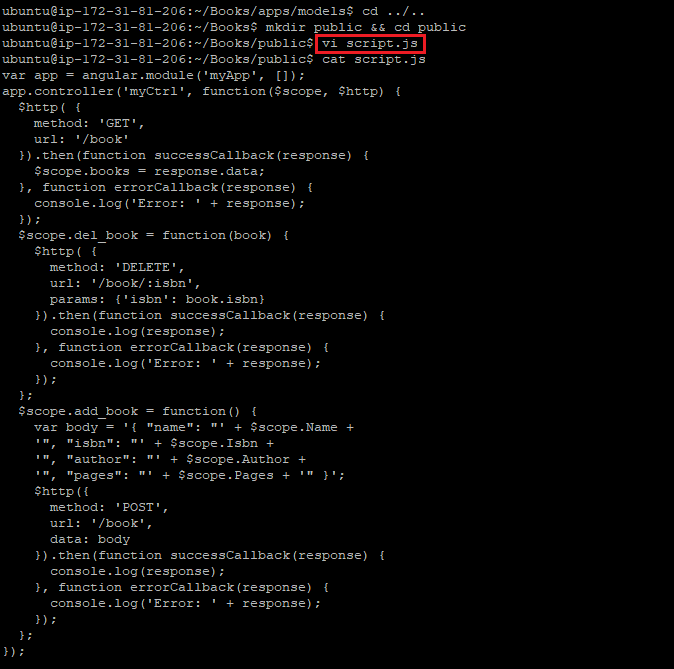 ubuntu@ip-172-31-81-206:~/Books/apps/models$ cd ../..
ubuntu@ip-172-31-81-206:~/Books$ mkdir public && cd public
ubuntu@ip-172-31-81-206:~/Books/public$ vi script.js
ubuntu@ip-172-31-81-206:~/Books/public$ cat script.js
var app = angular.module('myApp', []);
app.controller('myCtrl', function($scope, $http) {
  $http( {
    method: 'GET',
    url: '/book'
  }).then(function successCallback(response) {
    $scope.books = response.data;
  }, function errorCallback(response) {
    console.log('Error: ' + response);
  });
  $scope.del_book = function(book) {
    $http( {
      method: 'DELETE',
      url: '/book/:isbn',
      params: {'isbn': book.isbn}
    }).then(function successCallback(response) {
      console.log(response);
    }, function errorCallback(response) {
      console.log('Error: ' + response);
    });
  };
  $scope.add_book = function() {
    var body = '{ "name": "' + $scope.Name +
    '", "isbn": "' + $scope.Isbn +
    '", "author": "' + $scope.Author +
    '", "pages": "' + $scope.Pages + '" }';
    $http({
      method: 'POST',
      url: '/book',
      data: body
    }).then(function successCallback(response) {
      console.log(response);
    }, function errorCallback(response) {
      console.log('Error: ' + response);
    });
  };
});